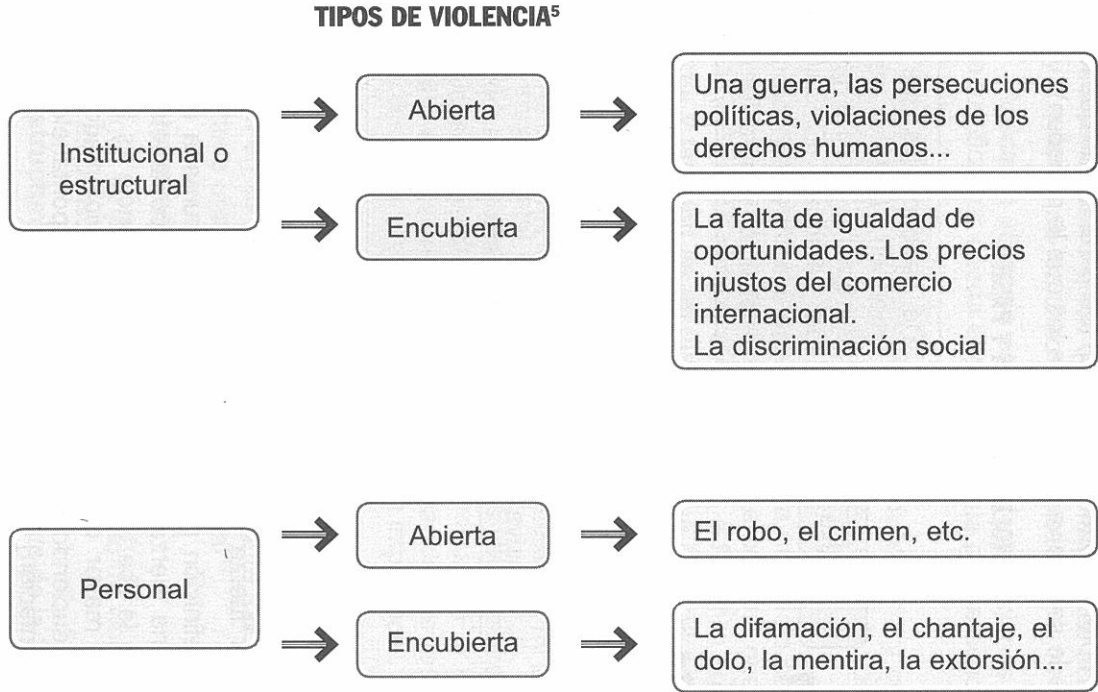 TIPOS DE VIOLENCIA⁵
Institucional o
estructural
Abierta
Una guerra, las persecuciones
políticas, violaciones de los
derechos humanos...
Encubierta
La falta de igualdad de
oportunidades. Los precios
injustos del comercio
internacional.
La discriminación social
Personal
Abierta
El robo, el crimen, etc.
Encubierta
La difamación, el chantaje, el
dolo, la mentira, la extorsión...